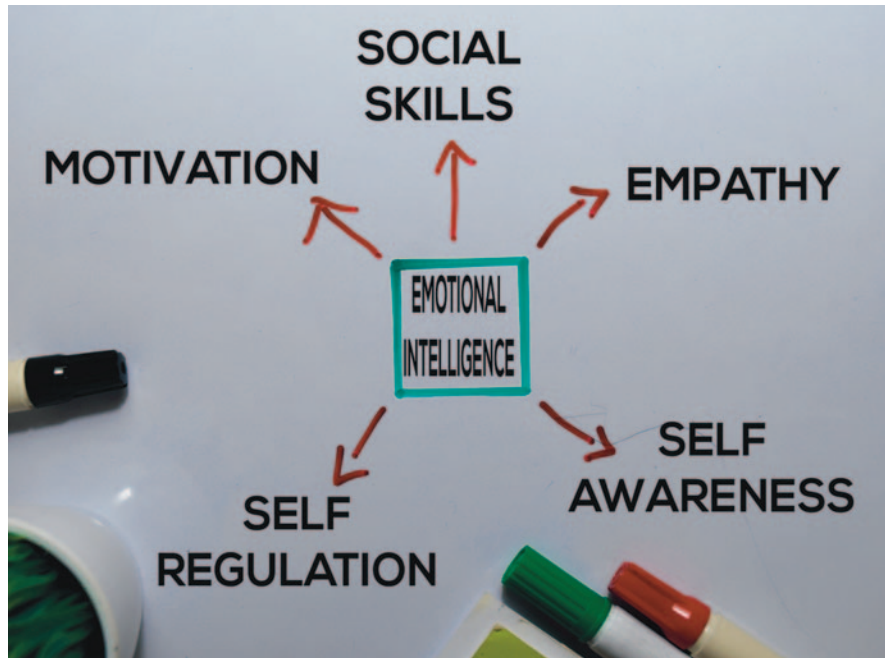 SOCIAL
SKILLS
MOTIVATION
EMPATHY
EMOTIONAL
INTELLIGENCE
SELF
AWARENESS
SELF
REGULATION